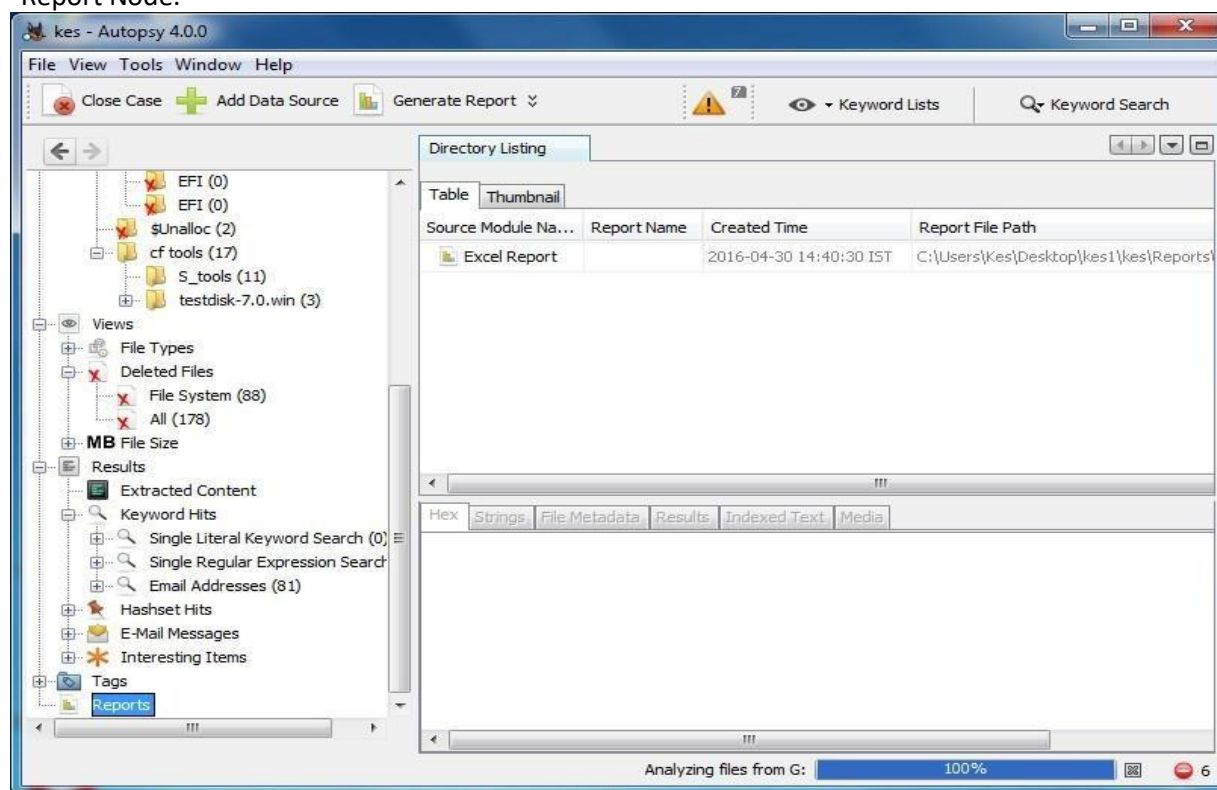 Report Node:
kes - Autopsy 4.0.0
File View Tools Window Help
Close Case Add Data Source Generate Report 7 Keyword Lists Keyword Search
Directory Listing
EFI (0)
EFI (0)
$Unalloc (2)
cf tools (17)
S_tools (11)
testdisk-7.0.win (3)
Views
File Types
Deleted Files
File System (88)
All (178)
MB File Size
Results
Extracted Content
Keyword Hits
Single Literal Keyword Search (0)
Single Regular Expression Search
Email Addresses (81)
Hashset Hits
E-Mail Messages
Interesting Items
Tags
Reports
Table Thumbnail
Source Module Na... Report Name Created Time Report File Path
Excel Report 2016-04-30 14:40:30 IST C:\Users\Kes\Desktop\kes1\kes\Reports\
Hex Strings File Metadata Results Indexed Text Media
Analyzing files from G: 100% 6